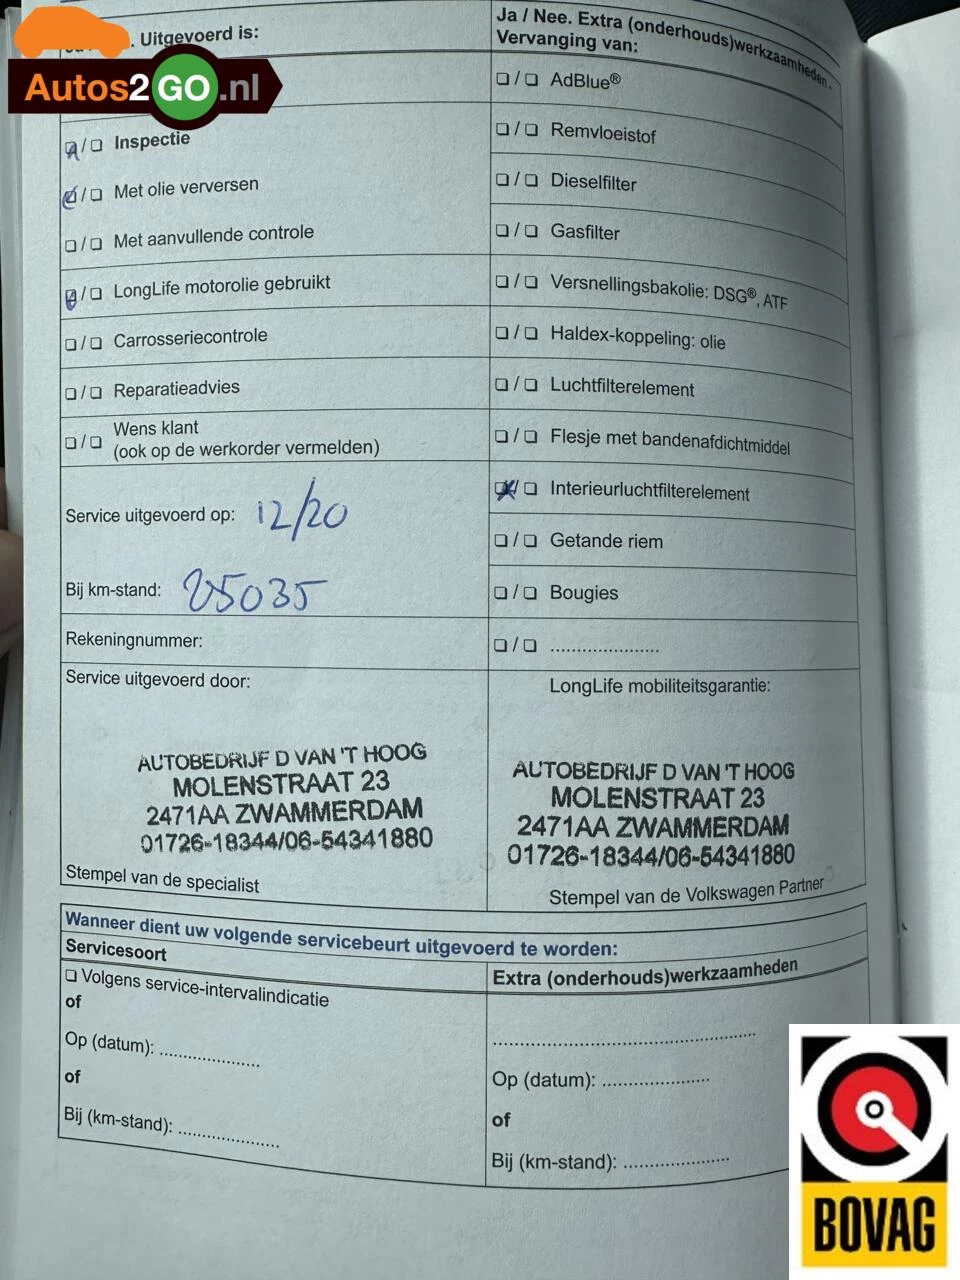 Uitgevoerd is:
Autos2GO.nl
❏/❏ Inspectie
❏/❏ Met olie verversen
❏/❏ Met aanvullende controle
❏/❏ LongLife motorolie gebruikt
❏/❏ Carrosseriecontrole
❏/❏ Reparatieadvies
❏/❏ Wens klant
(ook op de werkorder vermelden)
Service uitgevoerd op: 12/20
Bij km-stand: 25035
Rekeningnummer:
Service uitgevoerd door:
AUTOBEDRIJF D VAN 'T HOOG
MOLENSTRAAT 23
2471AA ZWAMMERDAM
01726-18344/06-54341880
Stempel van de specialist
Ja / Nee. Extra (onderhouds)werkzaamheden.
Vervanging van:
❏/❏ AdBlue®
❏/❏ Remvloeistof
❏/❏ Dieselfilter
❏/❏ Gasfilter
❏/❏ Versnellingsbakolie: DSG®, ATF
❏/❏ Haldex-koppeling: olie
❏/❏ Luchtfilterelement
❏/❏ Flesje met bandenafdichtmiddel
❏/❏ Interieurluchtfilterelement
❏/❏ Getande riem
❏/❏ Bougies
❏/❏ .....................
LongLife mobiliteitsgarantie:
AUTOBEDRIJF D VAN 'T HOOG
MOLENSTRAAT 23
2471AA ZWAMMERDAM
01726-18344/06-54341880
Stempel van de Volkswagen Partner
Wanneer dient uw volgende servicebeurt uitgevoerd te worden:
Servicesoort
❏ Volgens service-intervalindicatie
of
Op (datum): ...................
of
Bij (km-stand): ...................
Extra (onderhouds)werkzaamheden
..................................................
Op (datum): ....................
of
Bij (km-stand): ....................
BOVAG